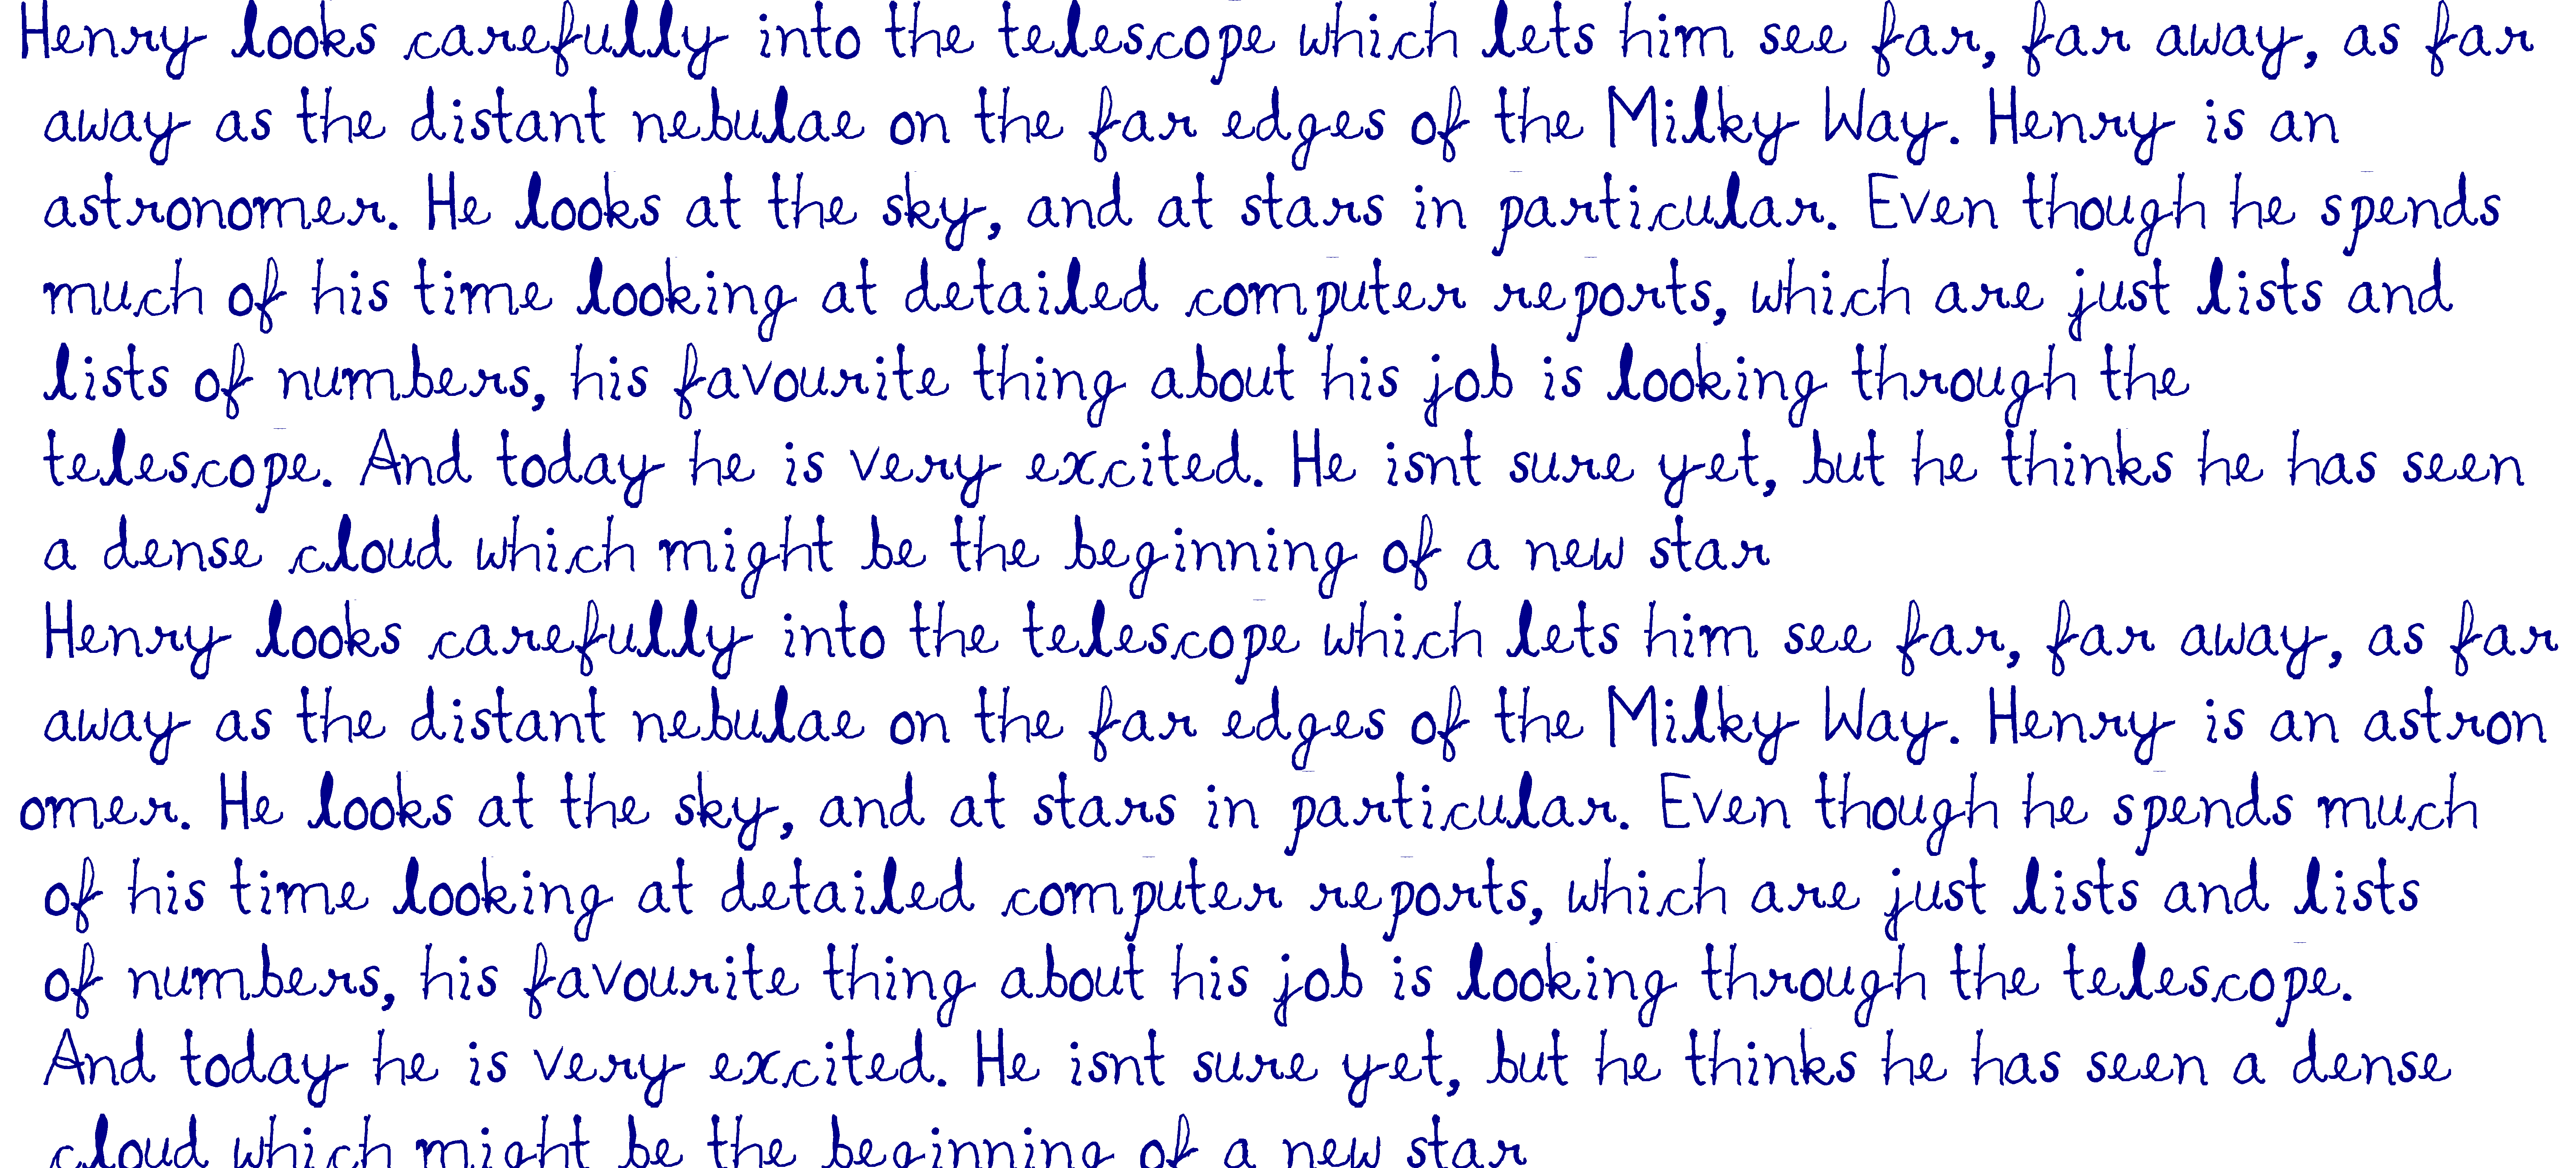 Henry looks carefully into the telescope which lets him see far, far away, as far
away as the distant nebulae on the far edges of the Milky Way. Henry is an
astronomer. He looks at the sky, and at stars in particular. Even though he spends
much of his time looking at detailed computer reports, which are just lists and
lists of numbers, his favourite thing about his job is looking through the
telescope. And today he is very excited. He isnt sure yet, but he thinks he has seen
a dense cloud which might be the beginning of a new star
Henry looks carefully into the telescope which lets him see far, far away, as far
away as the distant nebulae on the far edges of the Milky Way. Henry is an astron
omer. He looks at the sky, and at stars in particular. Even though he spends much
of his time looking at detailed computer reports, which are just lists and lists
of numbers, his favourite thing about his job is looking through the telescope.
And today he is very excited. He isnt sure yet, but he thinks he has seen a dense
cloud which might be the beginning of a new star